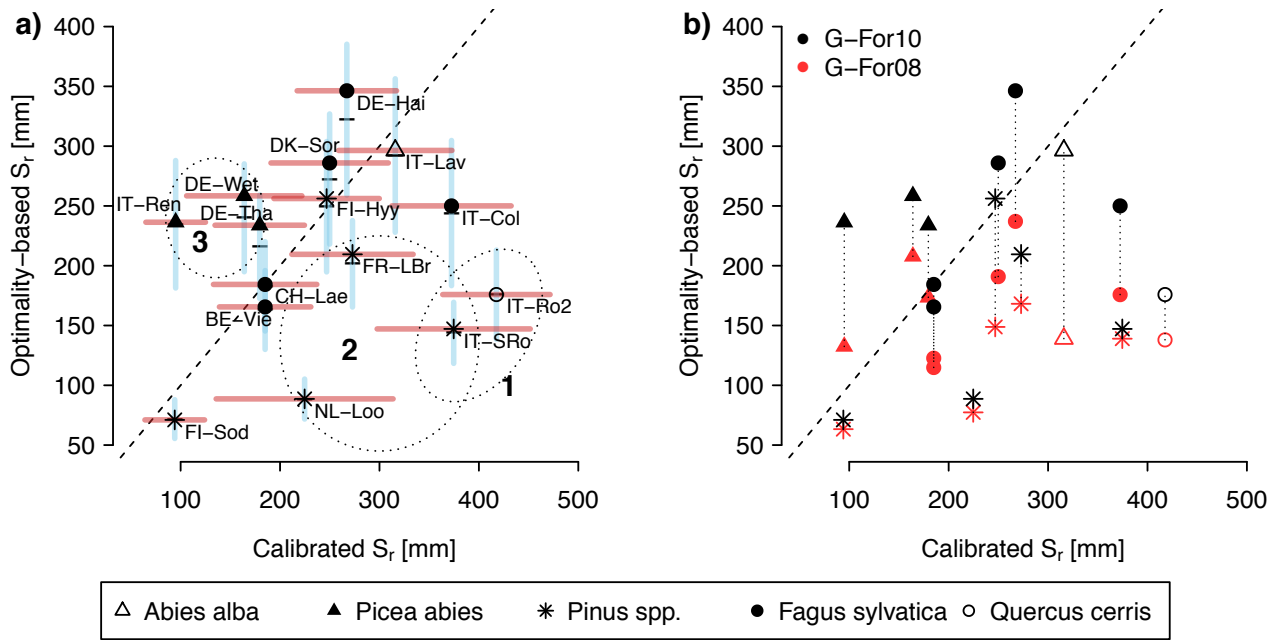 a)
Optimality−based Sr [mm]
400
350
300
250
200
150
100
50
DE−Hai
DK−Sor
IT−Lav
DE−Wet
IT−Ren
DE−Tha
FI−Hyy
IT−Col
3
FR−LBr
CH−Lae
IT−Ro2
BE−Vie
IT−SRo
2
1
NL−Loo
FI−Sod
100 200 300 400 500
Calibrated Sr [mm]
b)
Optimality−based Sr [mm]
400
350
300
250
200
150
100
50
G−For10
G−For08
100 200 300 400 500
Calibrated Sr [mm]
Abies alba Picea abies Pinus spp. Fagus sylvatica Quercus cerris